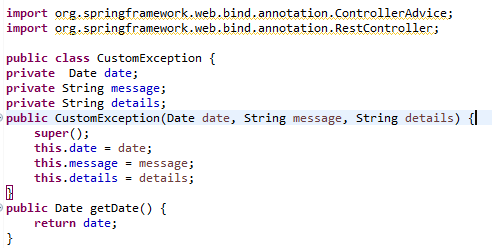 import org.springframework.web.bind.annotation.ControllerAdvice;
import org.springframework.web.bind.annotation.RestController;

public class CustomException {
private  Date date;
private String message;
private String details;
public CustomException(Date date, String message, String details) {
    super();
    this.date = date;
    this.message = message;
    this.details = details;
}
public Date getDate() {
    return date;
}